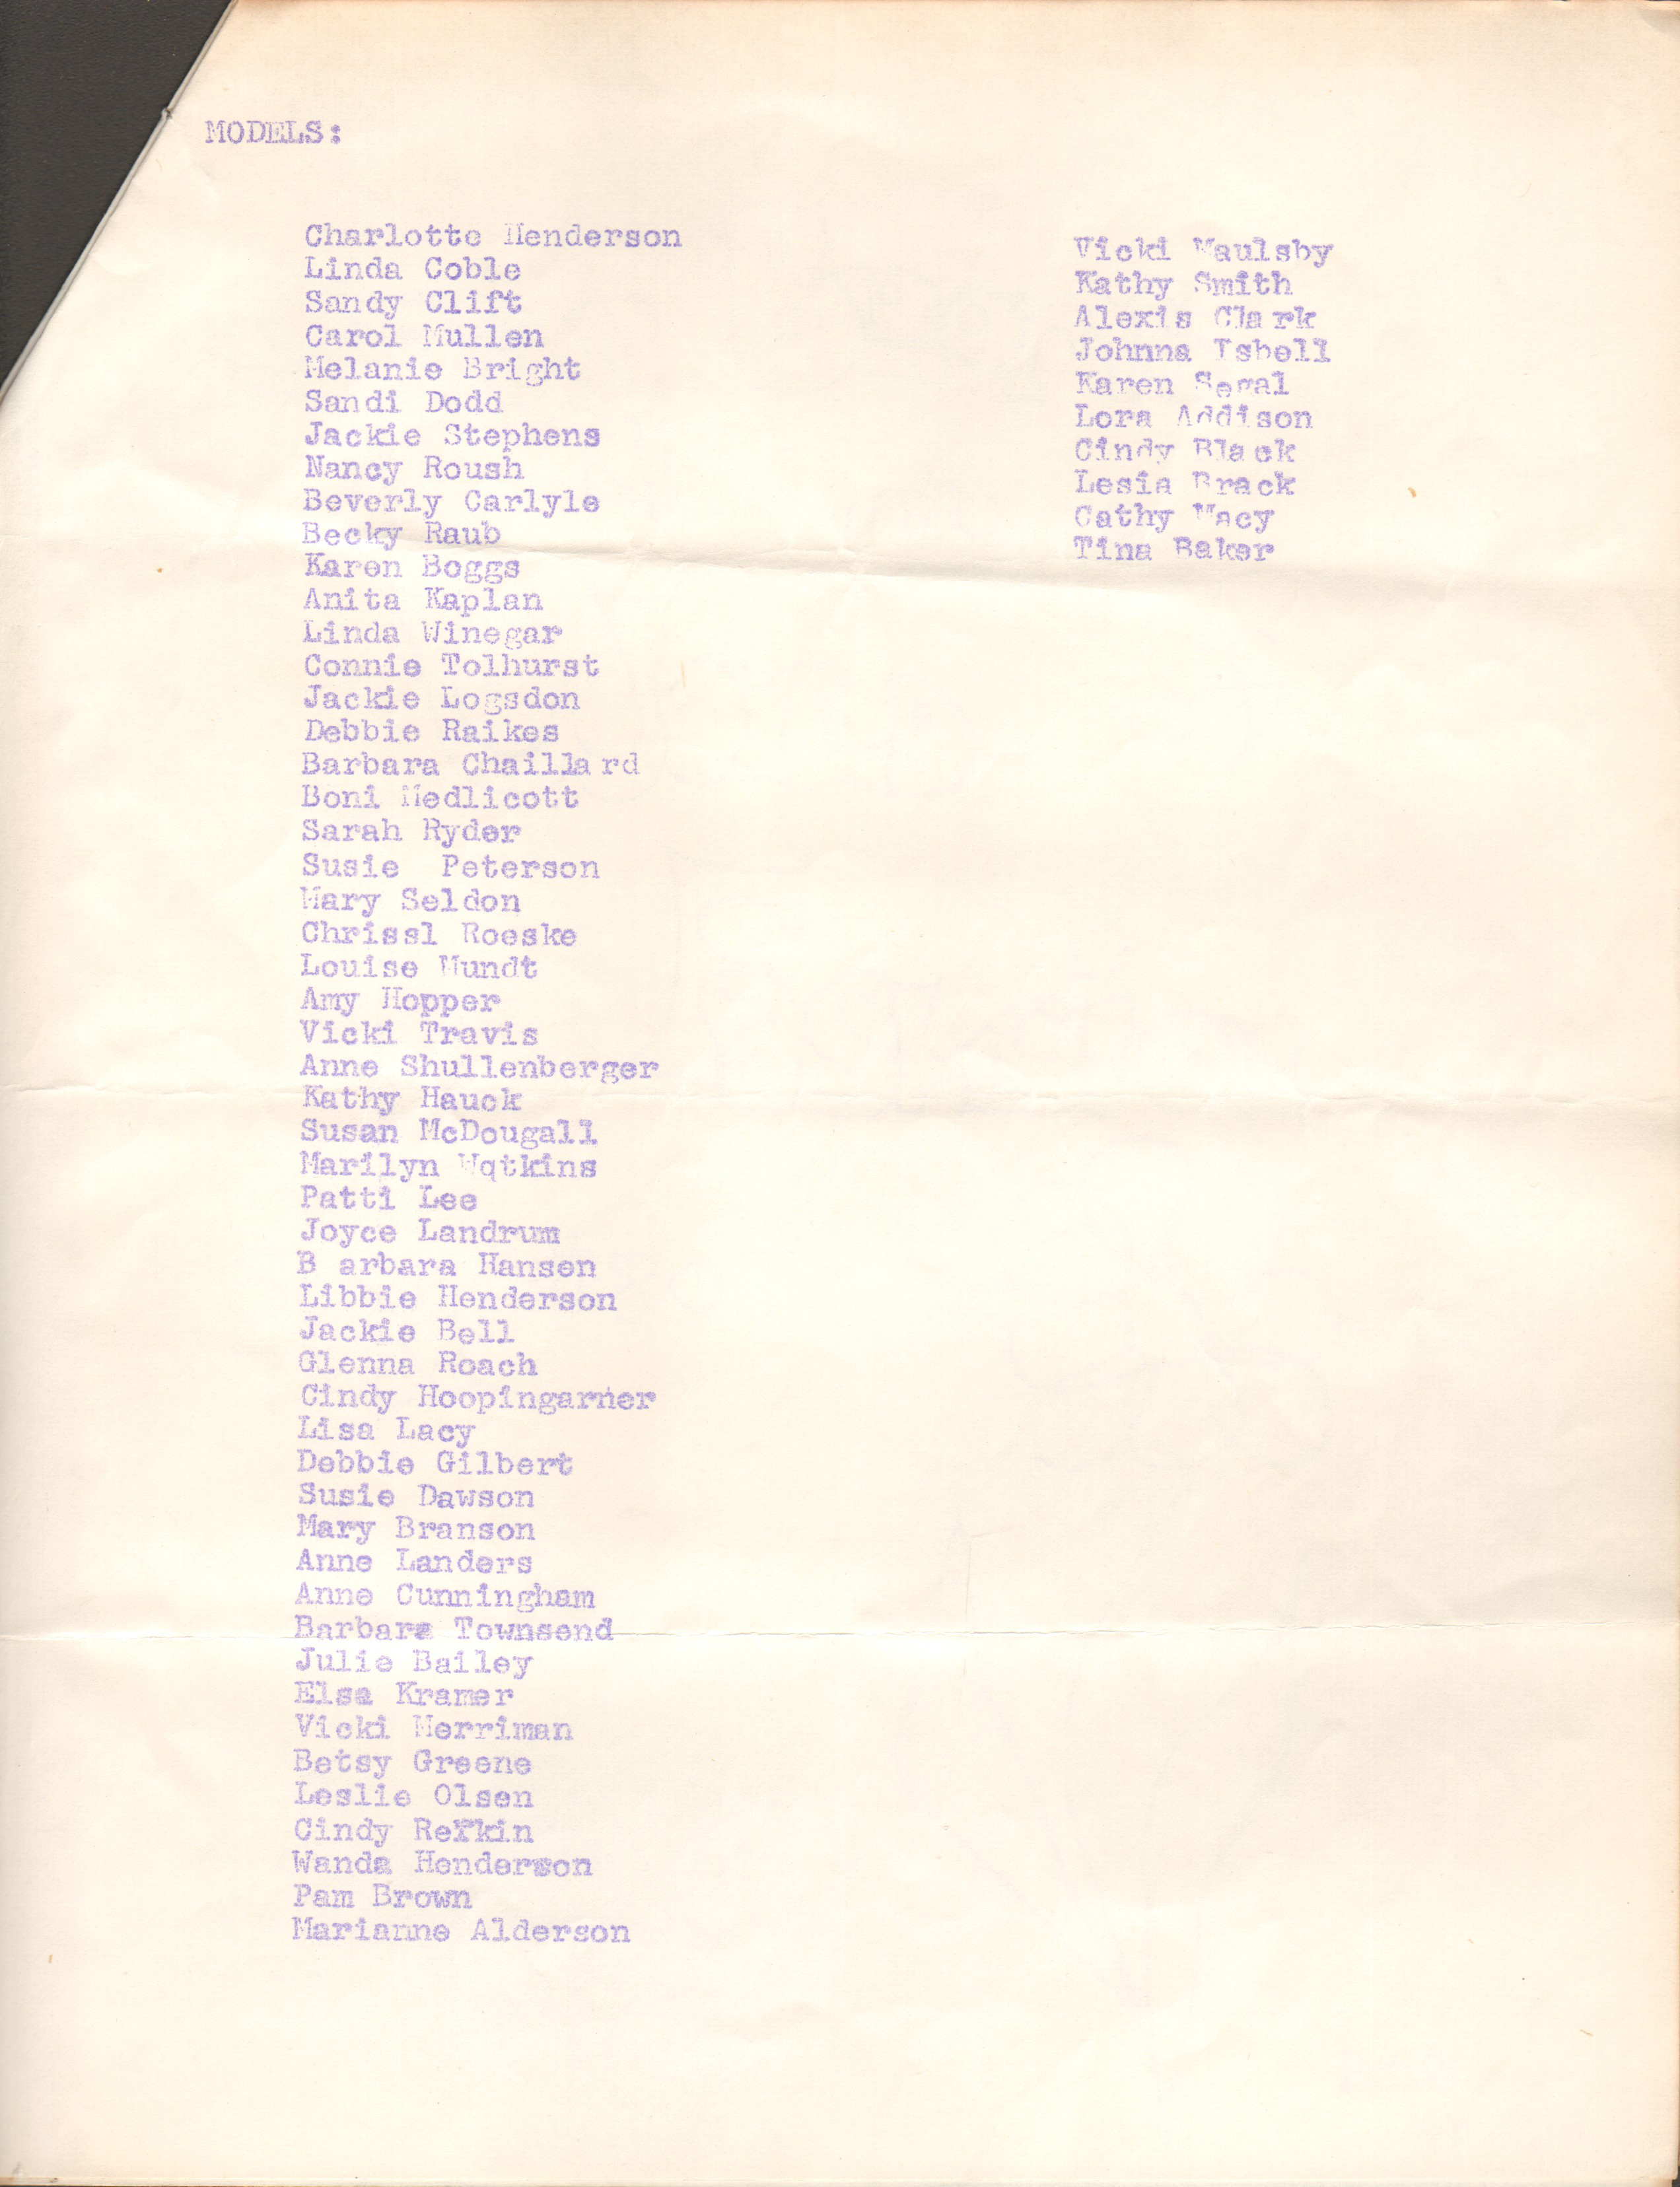 MODELS:
Charlotte Henderson
Linda Coble
Sandy Clift
Carol Mullen
Melanie Bright
Sandi Dodd
Jackie Stephens
Nancy Roush
Beverly Carlyle
Becky Raub
Karen Boggs
Anita Kaplan
Linda Winegar
Connie Tolhurst
Jackie Logsdon
Debbie Raikes
Barbara Chailla rd
Boni Medlicott
Sarah Ryder
Susie  Peterson
Mary Seldon
Chrissl Roeske
Louise Mundt
Amy Hopper
Vicki Travis
Anne Shullenberger
Kathy Hauck
Susan McDougall
Marilyn Wqtkins
Patti Lee
Joyce Landrum
B arbara Hansen
Libbie Henderson
Jackie Bell
Glenna Roach
Cindy Hoopingarner
Lisa Lacy
Debbie Gilbert
Susie Dawson
Mary Branson
Anne Landers
Anne Cunningham
Barbara Townsend
Julie Bailey
Elsa Kramer
Vicki Merriman
Betsy Greene
Leslie Olsen
Cindy
Wanda Henderson
Pam Brown
Marianne Alderson
Vicki Maulsby
Kathy Smith
Alexis Cla rk
Johnna Isbell
Karen Segal
Lora Addison
Cindy Black
Lesia Brack
Cathy Macy
Tina Baker